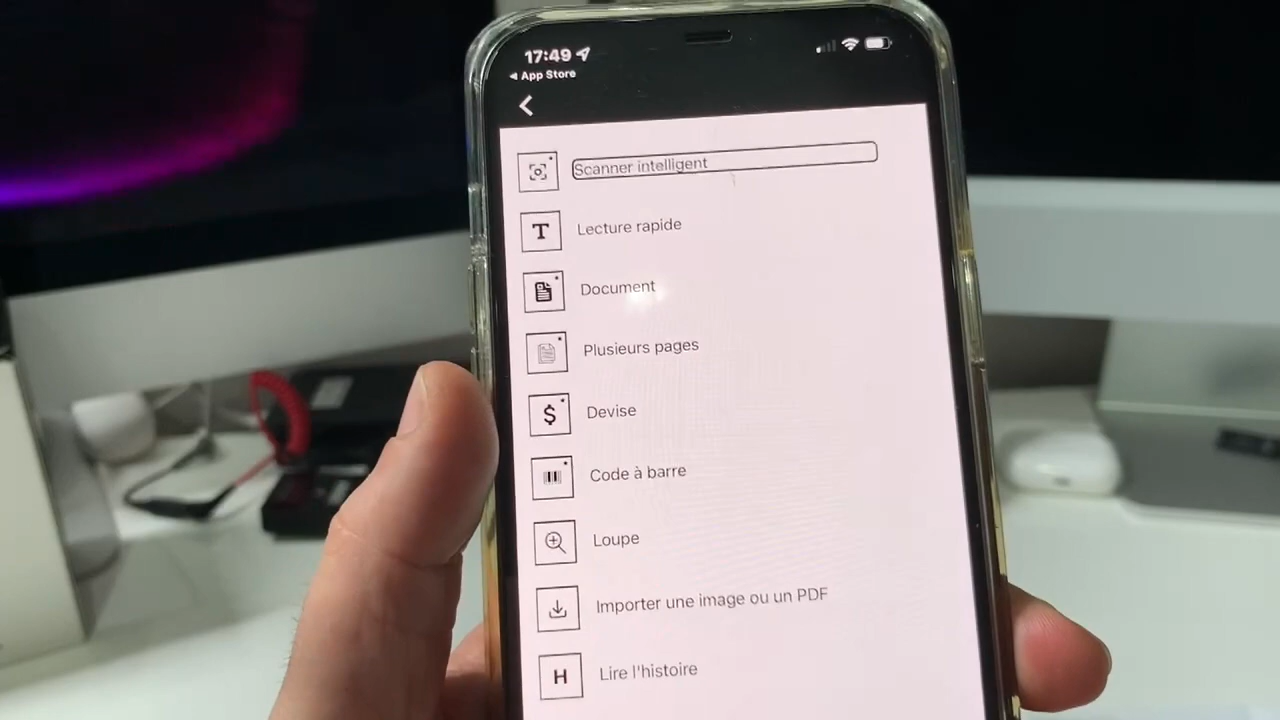 17:49
◂ App Store
Scanner intelligent
T Lecture rapide
Document
Plusieurs pages
$ Devise
Code à barre
Loupe
Importer une image ou un PDF
H Lire l'histoire